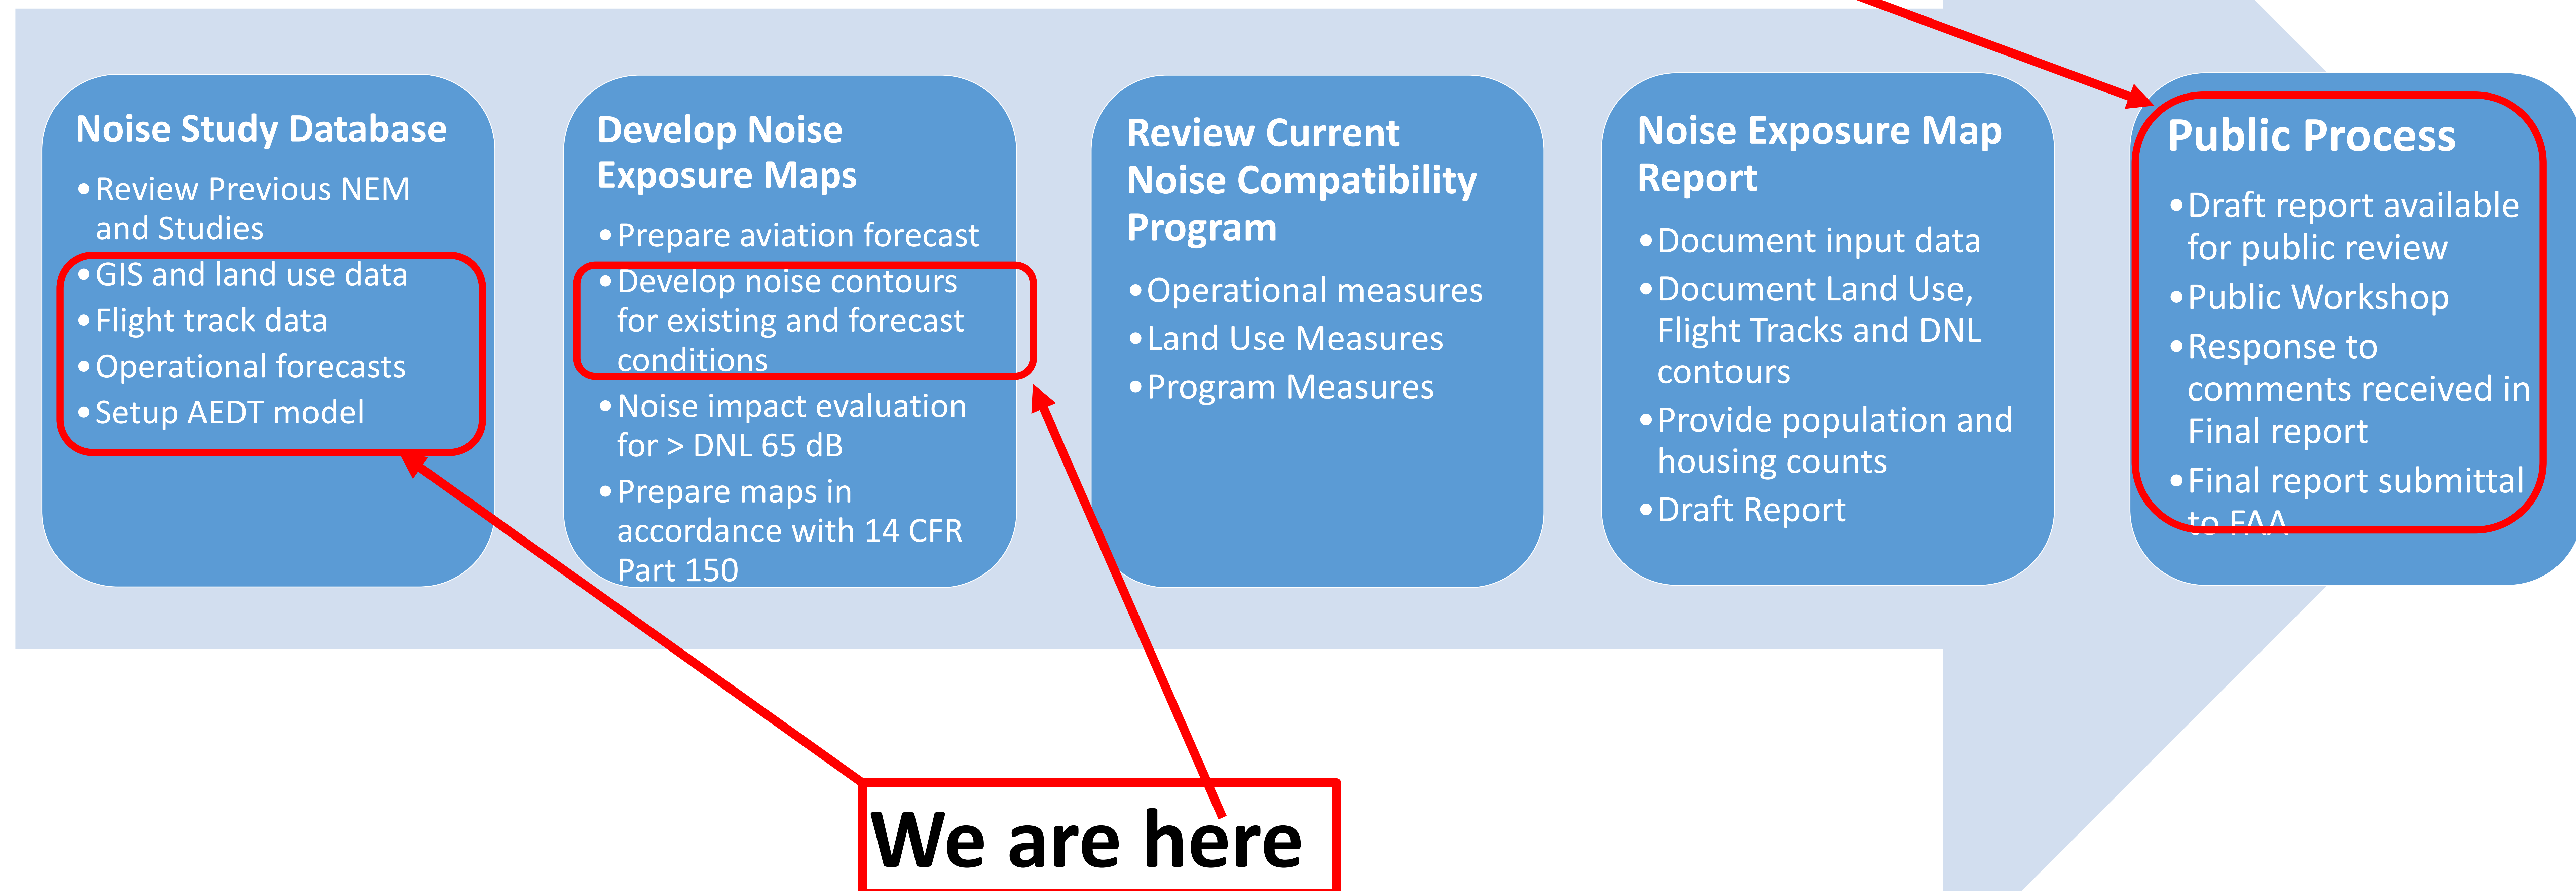 Noise Study Database
•Review Previous NEM
and Studies
•GIS and land use data
•Flight track data
•Operational forecasts
•Setup AEDT model
Develop Noise
Exposure Maps
•Prepare aviation forecast
•Develop noise contours
for existing and forecast
conditions
•Noise impact evaluation
for > DNL 65 dB
•Prepare maps in
accordance with 14 CFR
Part 150
Review Current
Noise Compatibility
Program
•Operational measures
•Land Use Measures
•Program Measures
Noise Exposure Map
Report
•Document input data
•Document Land Use,
Flight Tracks and DNL
contours
•Provide population and
housing counts
•Draft Report
Public Process
•Draft report available
for public review
•Public Workshop
•Response to
comments received in
Final report
•Final report submittal
to FAA
We are here